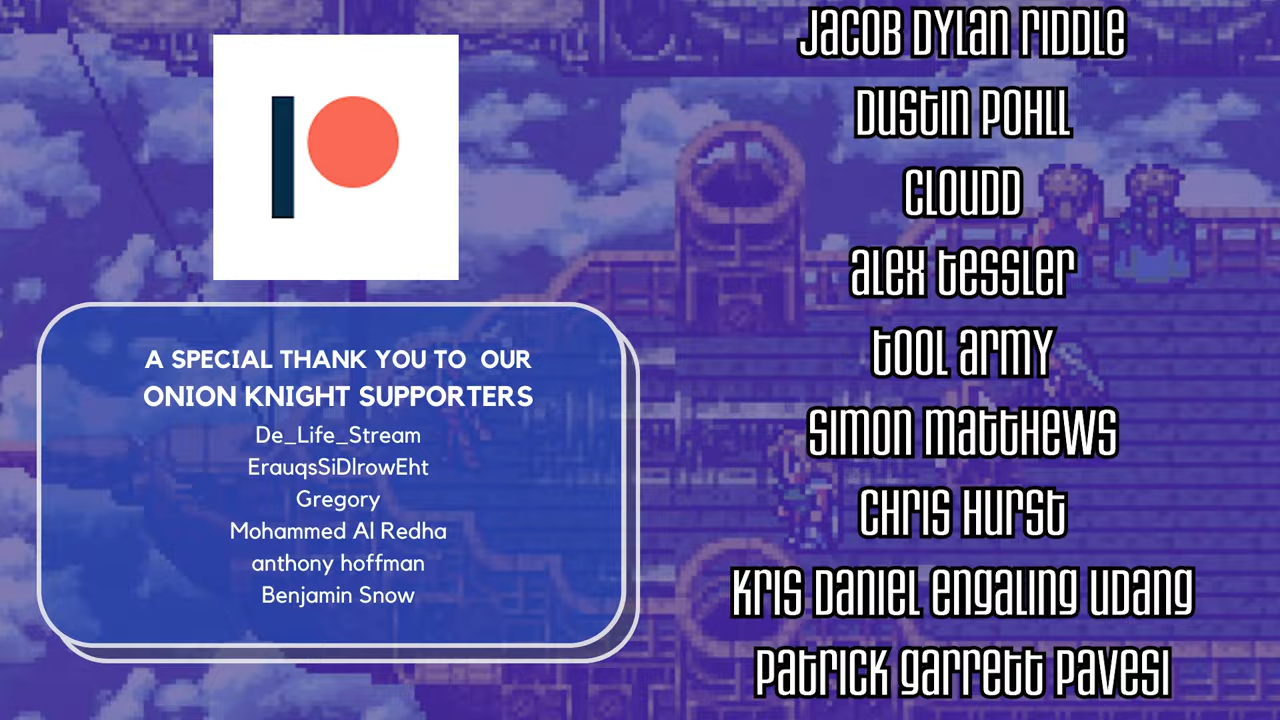 A SPECIAL THANK YOU TO OUR
ONION KNIGHT SUPPORTERS
De_Life_Stream
ErauqsSiDlrowEht
Gregory
Mohammed Al Redha
anthony hoffman
Benjamin Snow
Jacob Dylan Riddle
Dustin Pohll
Cloudd
Alex Tessler
Tool Army
Simon Matthews
Chris Hurst
Kris Daniel Engaling Udang
Patrick Garrett Pavesi